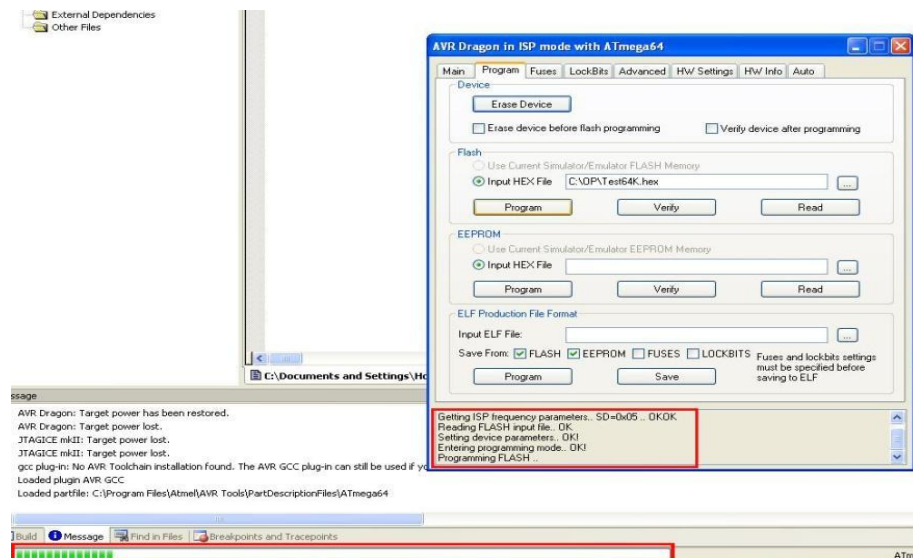 External Dependencies
Other Files
AVR Dragon in ISP mode with ATmega64
Main Program Fuses LockBits Advanced HW Settings HW Info Auto
Device
Erase Device
Erase device before flash programming Verify device after programming
Flash
Use Current Simulator/Emulator FLASH Memory
Input HEX File C:\OP\Test64K.hex ...
Program Verify Read
EEPROM
Use Current Simulator/Emulator EEPROM Memory
Input HEX File ...
Program Verify Read
ELF Production File Format
Input ELF File: ...
Save From: FLASH EEPROM FUSES LOCKBITS Fuses and lockbits settings
must be specified before
saving to ELF
Program Save
C:\Documents and Settings\Ho
Getting ISP frequency parameters.. SD=0x05 .. OKOK
Reading FLASH input file.. OK
Setting device parameters.. OK!
Entering programming mode.. OK!
Programming FLASH ..
ssage
AVR Dragon: Target power has been restored.
AVR Dragon: Target power lost.
JTAGICE mkII: Target power lost.
JTAGICE mkII: Target power lost.
gcc plug-in: No AVR Toolchain installation found. The AVR GCC plug-in can still be used if yo
Loaded plugin AVR GCC
Loaded partfile: C:\Program Files\Atmel\AVR Tools\PartDescriptionFiles\ATmega64
Build Message Find in Files Breakpoints and Tracepoints